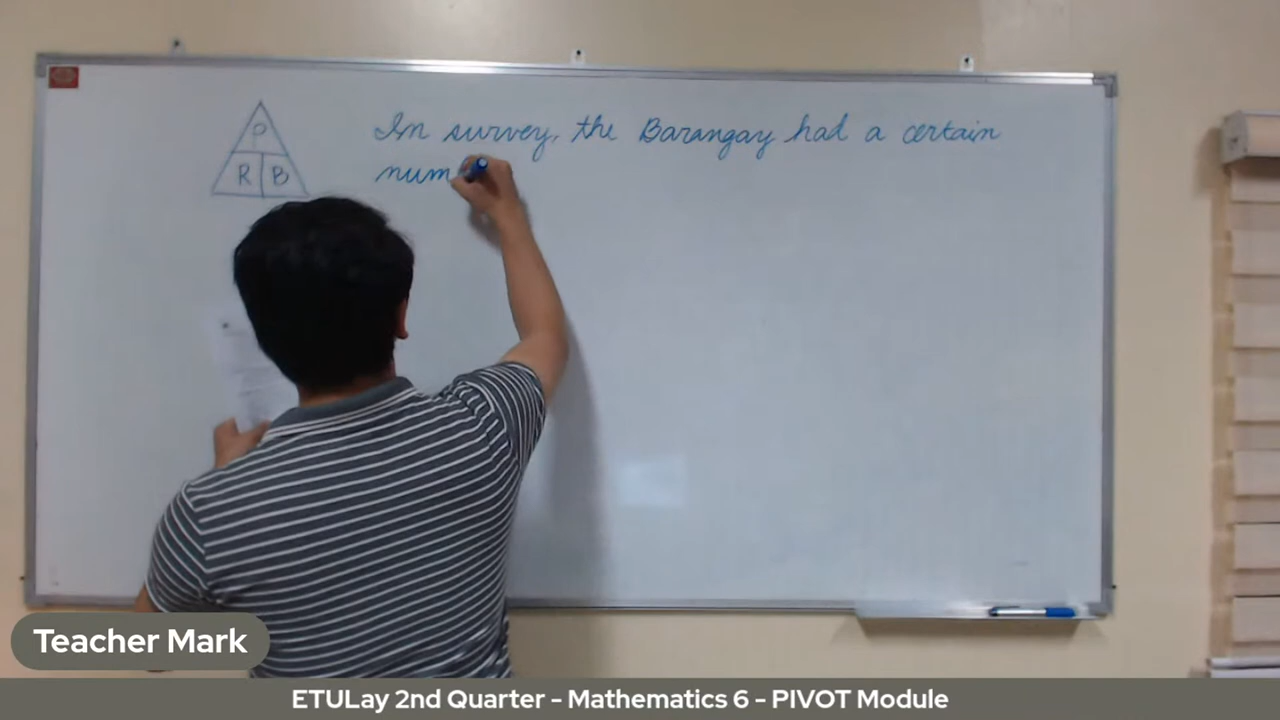 P
R B
In survey, the Barangay had a certain
num
Teacher Mark
ETULay 2nd Quarter - Mathematics 6 - PIVOT Module